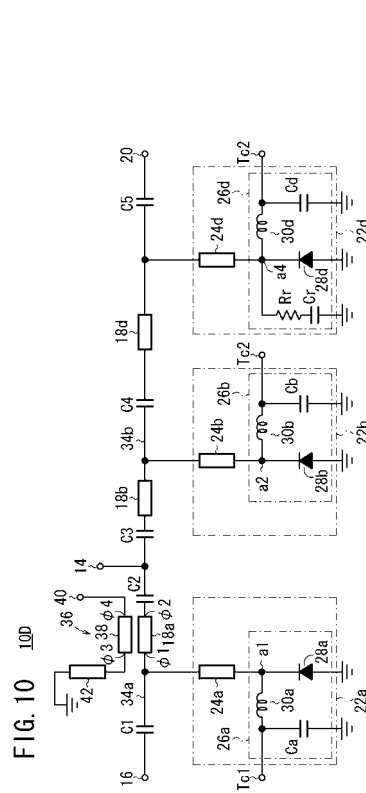 FIG. 10 10D
16
C1
34a
φ1
φ2
18a
φ3
φ4
38
36
40
42
C2
14
C3
18b
34b
C4
18d
C5
20
24a
24b
24d
Tc1
26a
30a
a1
Ca
28a
22a
Tc2
26b
30b
a2
Cb
28b
22b
Tc2
26d
30d
a4
Rr
Cr
Cd
28d
22d